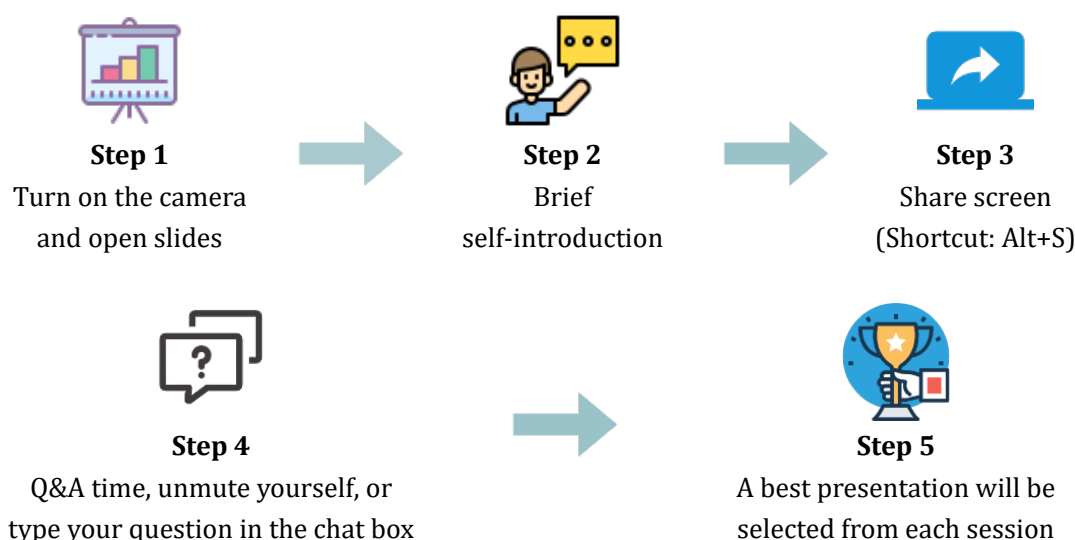 Step 1
Turn on the camera
and open slides
Step 2
Brief
self-introduction
Step 3
Share screen
(Shortcut: Alt+S)
Step 4
Q&A time, unmute yourself, or
type your question in the chat box
Step 5
A best presentation will be
selected from each session